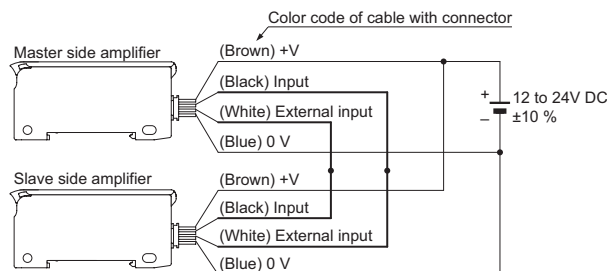 Color code of cable with connector
Master side amplifier
(Brown) +V
(Black) Input
(White) External input
(Blue) 0 V
+
–
12 to 24V DC
±10 %
Slave side amplifier
(Brown) +V
(Black) Input
(White) External input
(Blue) 0 V